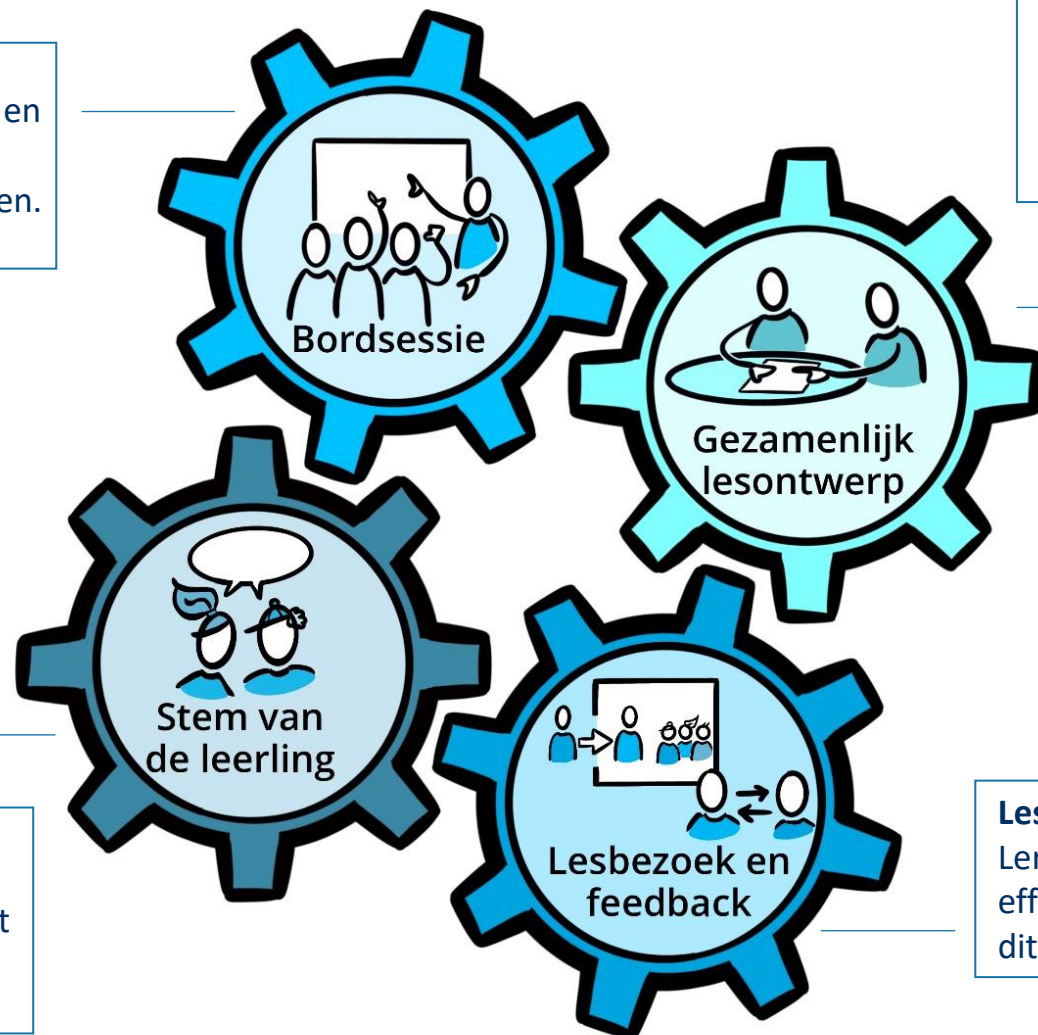 en
en.
Bordsessie
Gezamenlijk
lesontwerp
Stem van
de leerling
Lesbezoek en
feedback
t
Les
Ler
eff
dit